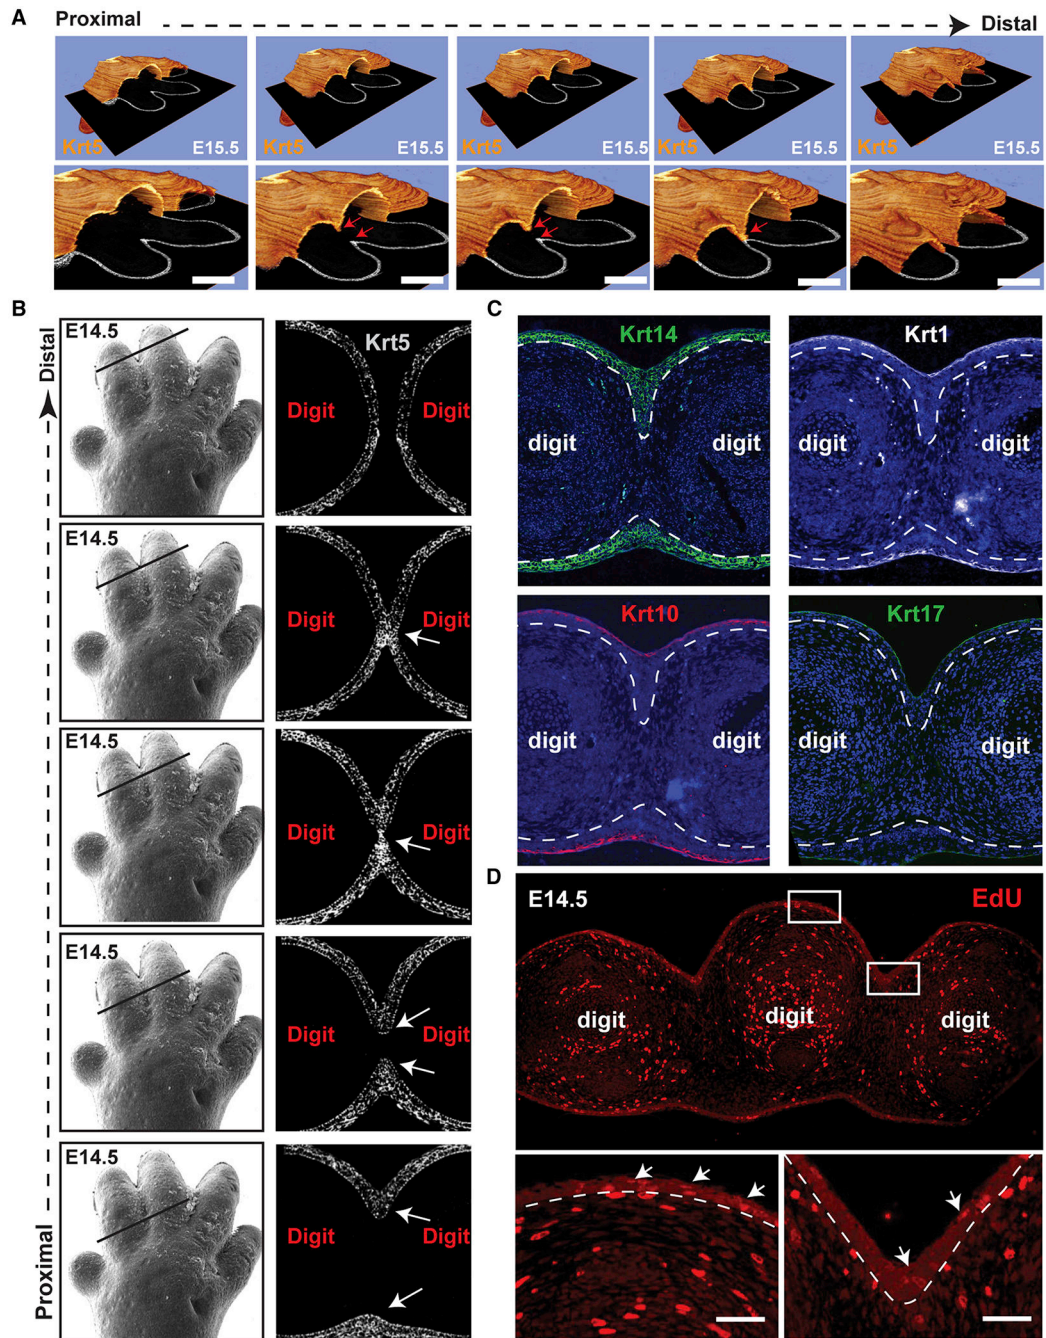 A
Proximal
Distal
Krt5 E15.5
Krt5 E15.5
Krt5 E15.5
Krt5 E15.5
Krt5 E15.5
B
Distal
Proximal
E14.5
Krt5
Digit Digit
E14.5
Digit Digit
E14.5
Digit Digit
E14.5
Digit Digit
E14.5
Digit Digit
C
Krt14
digit digit
Krt1
digit digit
Krt10
digit digit
Krt17
digit digit
D
E14.5 EdU
digit digit digit